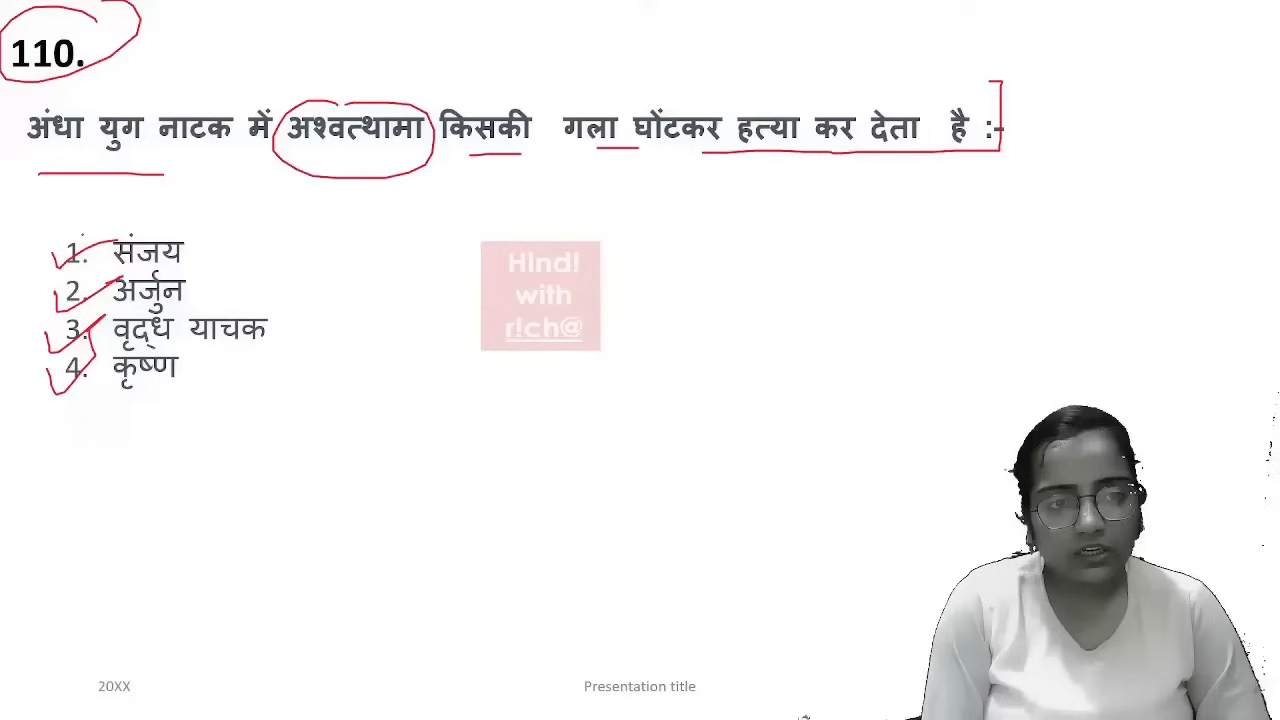 110.
अंधा युग नाटक में अश्वत्थामा किसकी गला घोंटकर हत्या कर देता है :-
1. संजय
2. अर्जुन
3. वृद्ध याचक
4. कृष्ण
HInd!
with
r!ch@
20XX
Presentation title